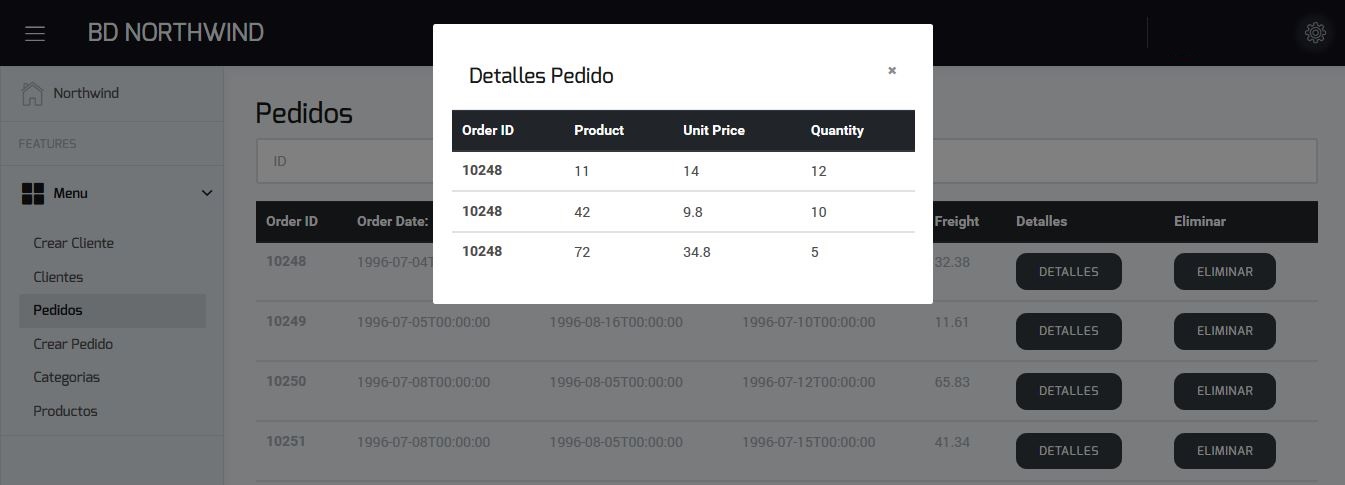 BD NORTHWIND
Northwind
FEATURES
Menu
Crear Cliente
Clientes
Pedidos
Crear Pedido
Categorias
Productos
Detalles Pedido ×
Order ID Product Unit Price Quantity
10248 11 14 12
10248 42 9.8 10
10248 72 34.8 5
Pedidos
ID
Order ID Order Date: Freight Detalles Eliminar
10248 1996-07-04T 32.38 DETALLES ELIMINAR
10249 1996-07-05T00:00:00 1996-08-16T00:00:00 1996-07-10T00:00:00 11.61 DETALLES ELIMINAR
10250 1996-07-08T00:00:00 1996-08-05T00:00:00 1996-07-12T00:00:00 65.83 DETALLES ELIMINAR
10251 1996-07-08T00:00:00 1996-08-05T00:00:00 1996-07-15T00:00:00 41.34 DETALLES ELIMINAR